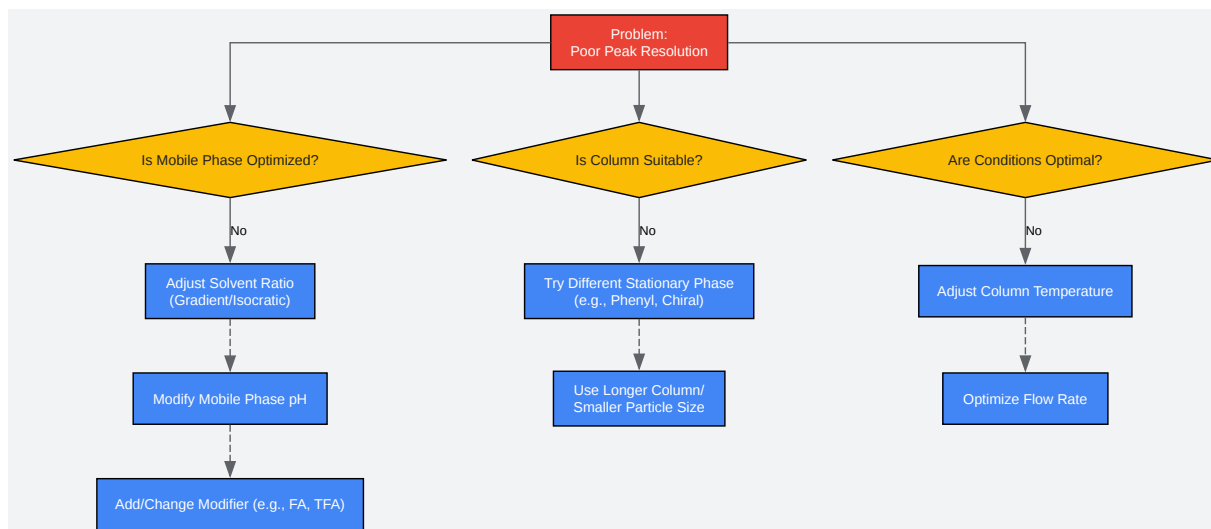 Problem:
Poor Peak Resolution
Is Mobile Phase Optimized?
Is Column Suitable?
Are Conditions Optimal?
No
No
No
Adjust Solvent Ratio
(Gradient/Isocratic)
Try Different Stationary Phase
(e.g., Phenyl, Chiral)
Adjust Column Temperature
Modify Mobile Phase pH
Use Longer Column/
Smaller Particle Size
Optimize Flow Rate
Add/Change Modifier (e.g., FA, TFA)